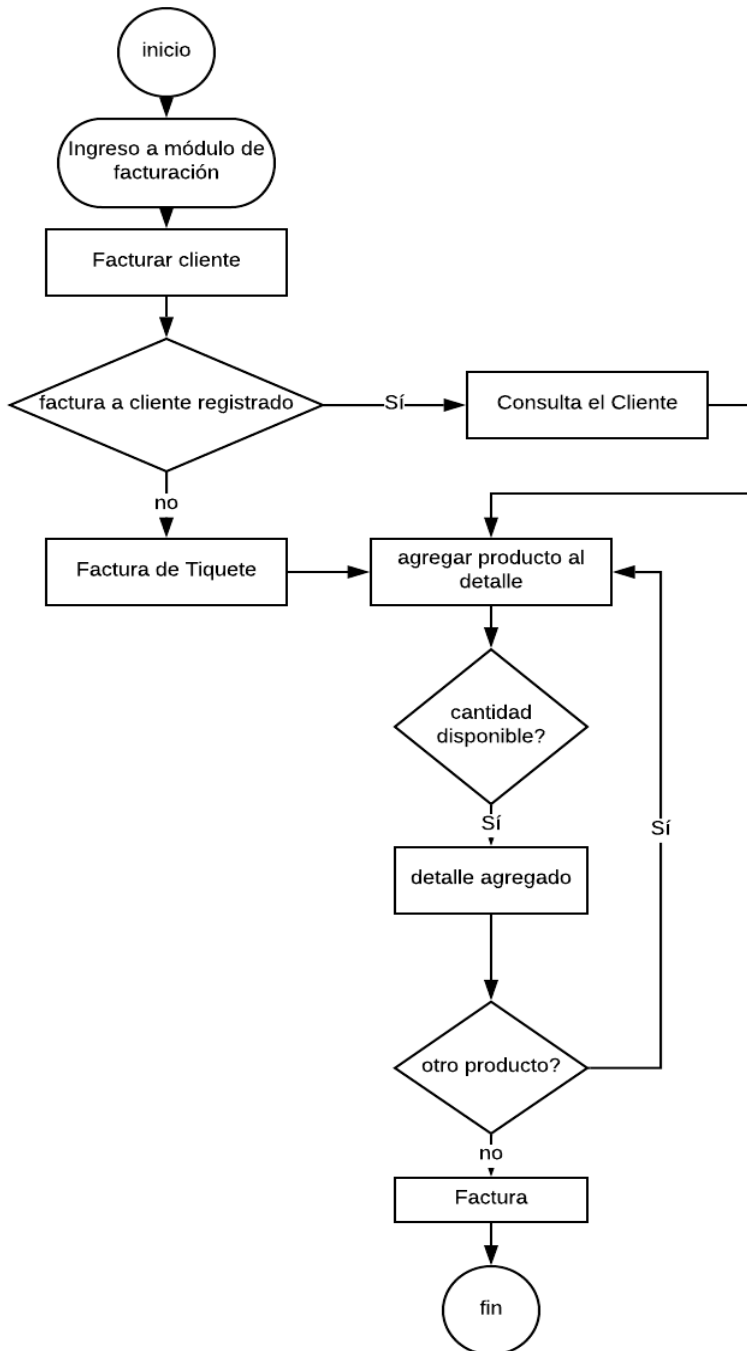 inicio
Ingreso a módulo de
facturación
Facturar cliente
factura a cliente registrado
Sí
Consulta el Cliente
no
Factura de Tiquete
agregar producto al
detalle
cantidad
disponible?
Sí
Sí
detalle agregado
otro producto?
no
Factura
fin